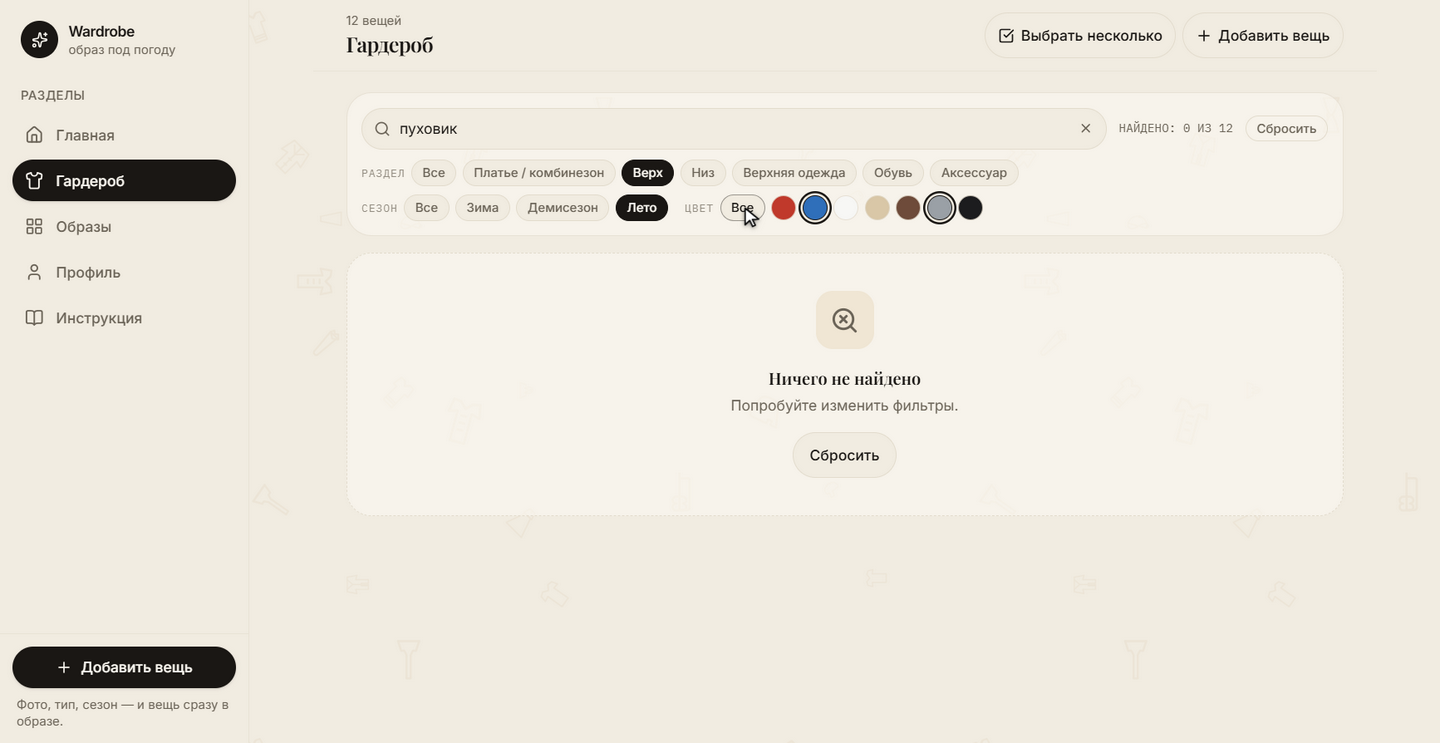 Wardrobe
образ под погоду
РАЗДЕЛЫ
Главная
Гардероб
Образы
Профиль
Инструкция
Добавить вещь
Фото, тип, сезон — и вещь сразу в
образе.
12 вещей
Гардероб
Выбрать несколько
Добавить вещь
пуховик
НАЙДЕНО: 0 ИЗ 12
Сбросить
РАЗДЕЛ Все Платье / комбинезон Верх Низ Верхняя одежда Обувь Аксессуар
СЕЗОН Все Зима Демисезон Лето ЦВЕТ Все
Ничего не найдено
Попробуйте изменить фильтры.
Сбросить